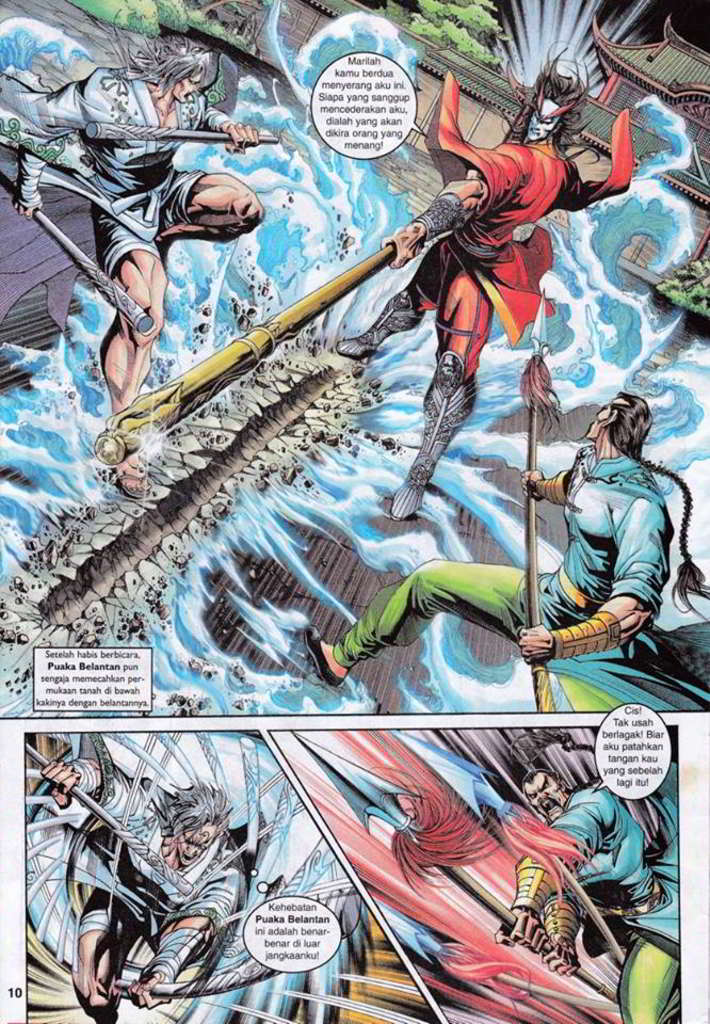 Marilah
kamu berdua
menyerang aku ini.
Siapa yang sanggup
mencederakan aku,
dialah yang akan
dikira orang yang
menang!
Setelah habis berbicara,
Puaka Belantan pun
sengaja memecahkan per-
mukaan tanah di bawah
kakinya dengan belantannya.
Cis!
Tak usah
berlagak! Biar
aku patahkan
tangan kau
yang sebelah
lagi itu!
Kehebatan
Puaka Belantan
ini adalah benar-
benar di luar
jangkaanku!
10